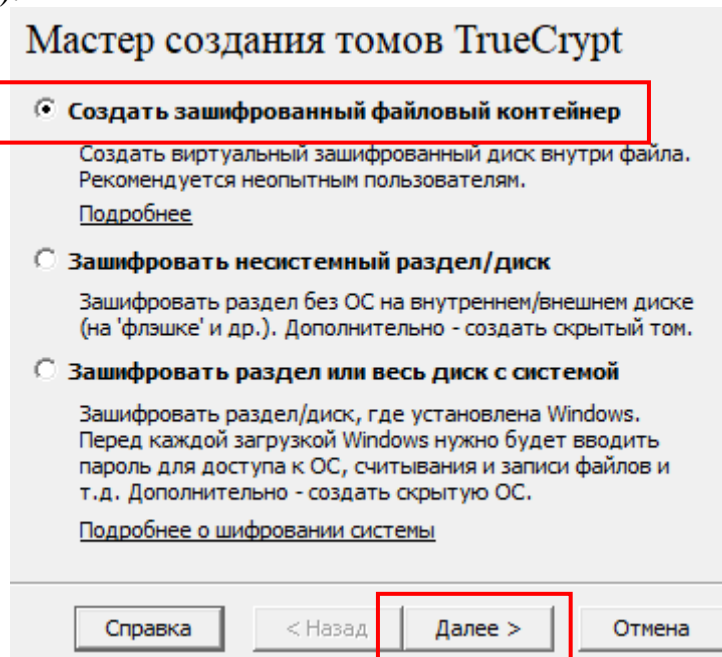 ).
Мастер создания томов TrueCrypt
Создать зашифрованный файловый контейнер
Создать виртуальный зашифрованный диск внутри файла.
Рекомендуется неопытным пользователям.
Подробнее
Зашифровать несистемный раздел/диск
Зашифровать раздел без ОС на внутреннем/внешнем диске
(на 'флэшке' и др.). Дополнительно - создать скрытый том.
Зашифровать раздел или весь диск с системой
Зашифровать раздел/диск, где установлена Windows.
Перед каждой загрузкой Windows нужно будет вводить
пароль для доступа к ОС, считывания и записи файлов и
т.д. Дополнительно - создать скрытую ОС.
Подробнее о шифровании системы
Справка < Назад Далее > Отмена